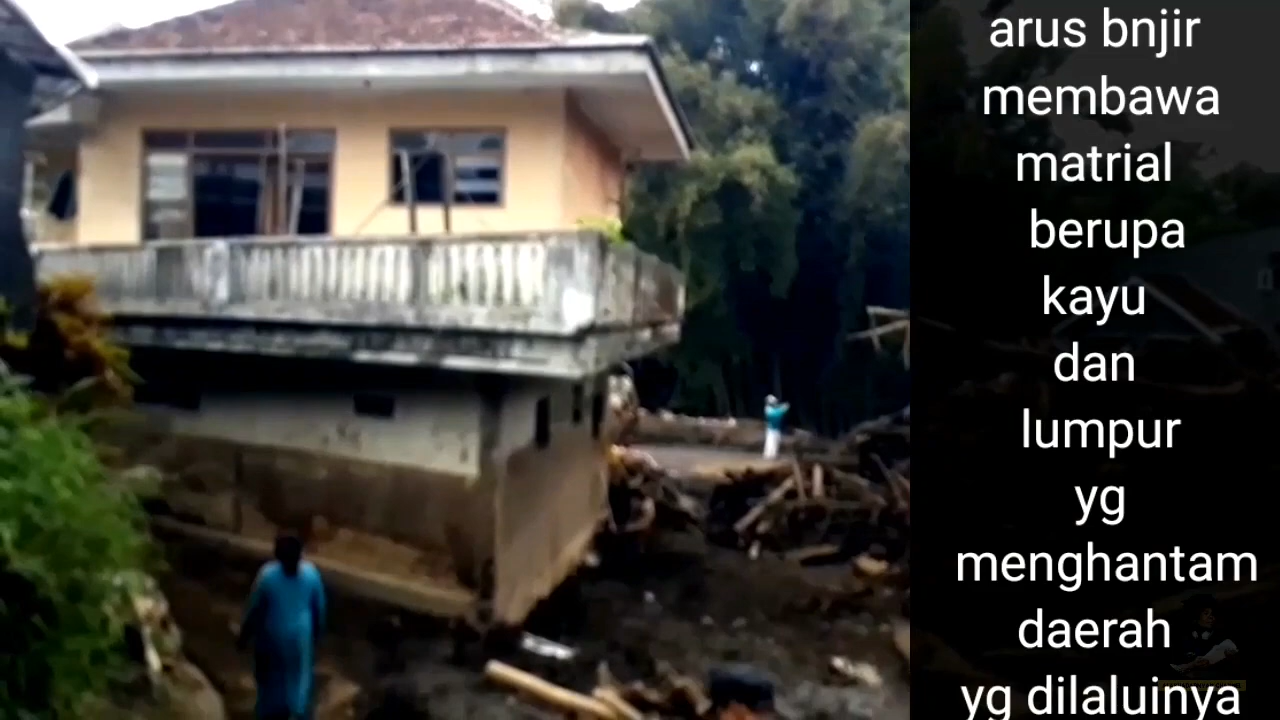 arus bnjir
membawa
matrial
berupa
kayu
dan
lumpur
yg
menghantam
daerah
yg dilaluinya